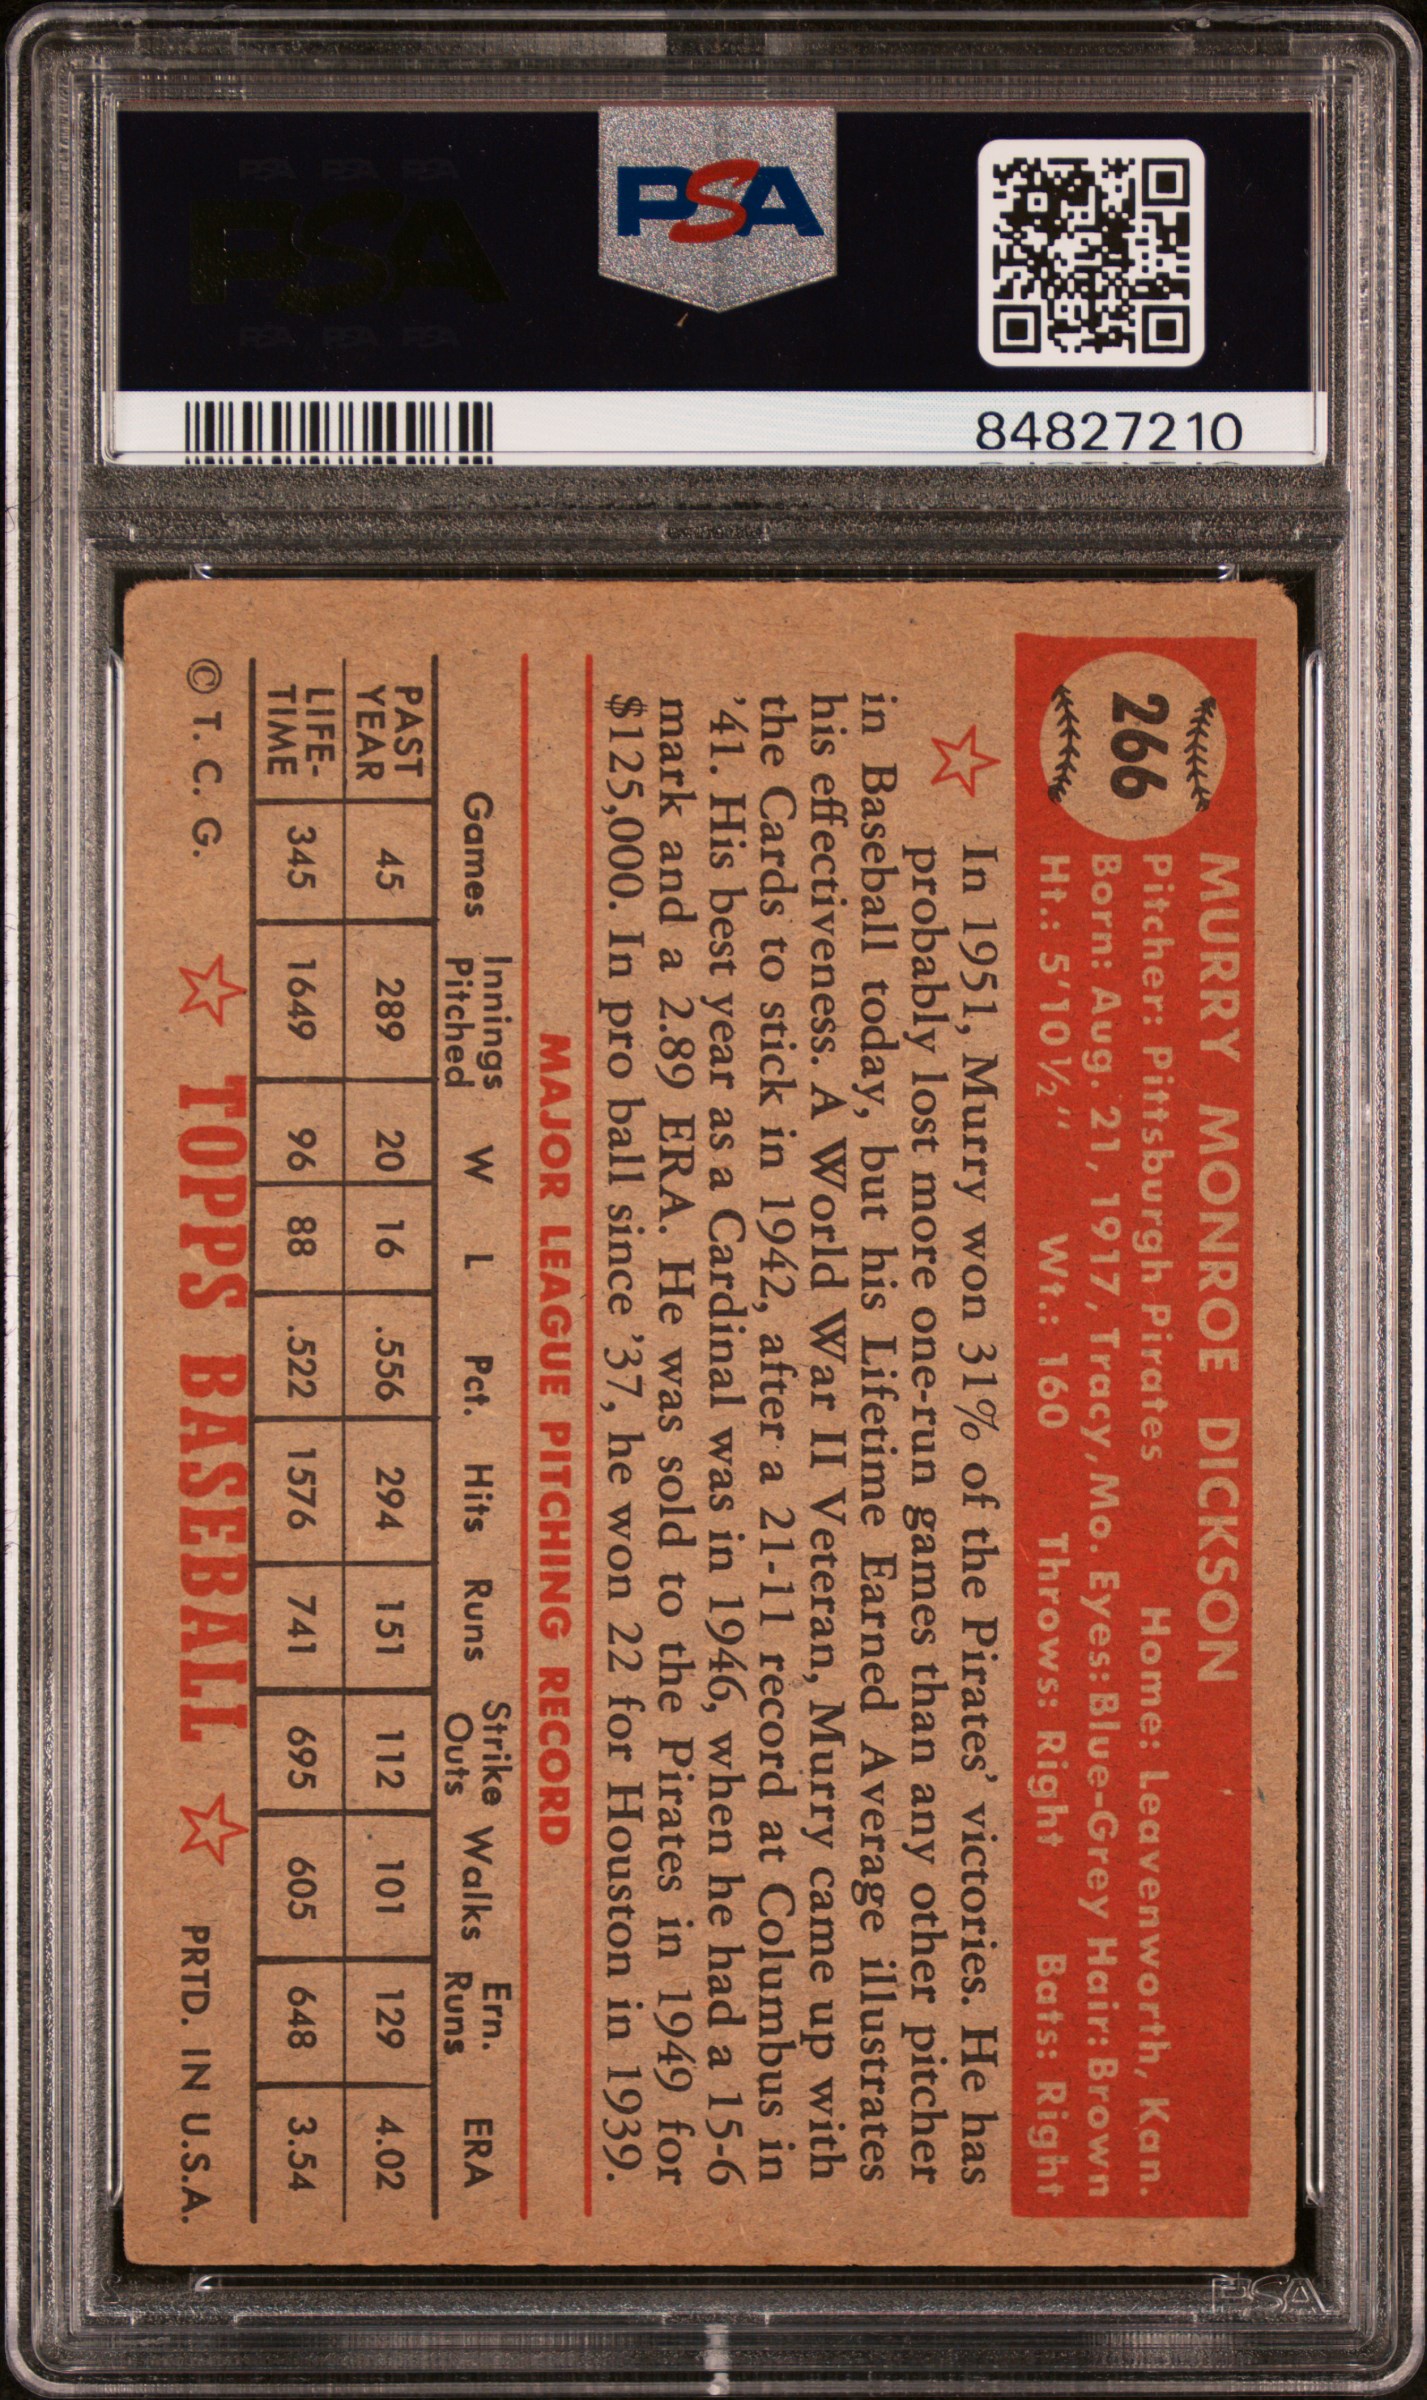 PSA PSA PSA
PSA
PSA PSA PSA
PSA
84827210
266
MURRY MONROE DICKSON
Pitcher: Pittsburgh Pirates Home: Leavenworth, Kan.
Born: Aug. 21, 1917, Tracy, Mo. Eyes: Blue-Grey Hair: Brown
Ht.: 5'10½" Wt.: 160 Throws: Right Bats: Right
In 1951, Murry won 31% of the Pirates' victories. He has
probably lost more one-run games than any other pitcher
in Baseball today, but his Lifetime Earned Average illustrates
his effectiveness. A World War II Veteran, Murry came up with
the Cards to stick in 1942, after a 21-11 record at Columbus in
'41. His best year as a Cardinal was in 1946, when he had a 15-6
mark and a 2.89 ERA. He was sold to the Pirates in 1949 for
$125,000. In pro ball since '37, he won 22 for Houston in 1939.
MAJOR LEAGUE PITCHING RECORD
Games Innings Pitched W L Pct. Hits Runs Strike Outs Walks Ern. Runs ERA
PAST YEAR 45 289 20 16 .556 294 151 112 101 129 4.02
LIFE-TIME 345 1649 96 88 .522 1576 741 695 605 648 3.54
© T. C. G. TOPPS BASEBALL PRTD. IN U.S.A.
PSA